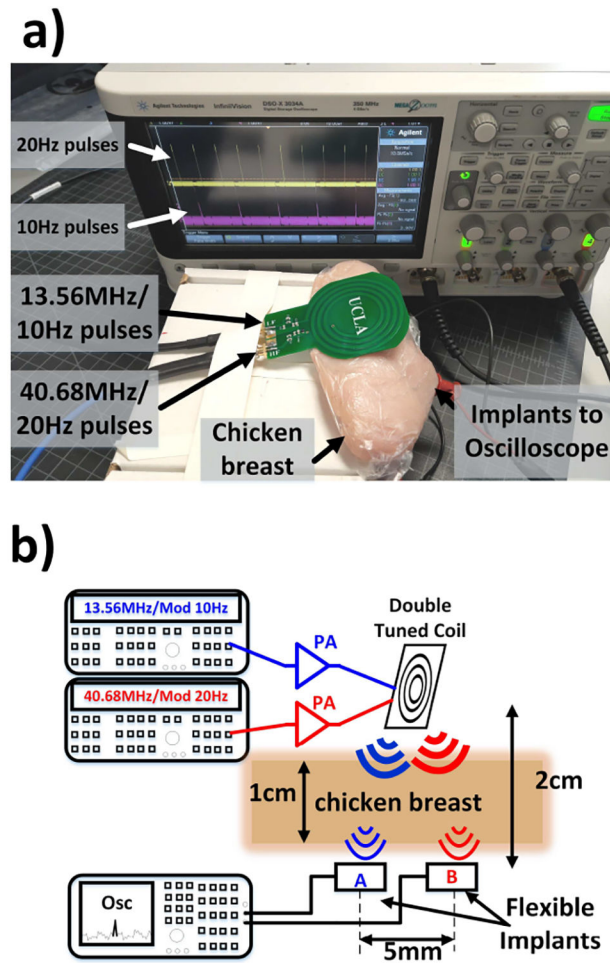 a)
Agilent Technologies InfiniiVision DSO-X 3034A
Agilent
20Hz pulses
10Hz pulses
13.56MHz/
10Hz pulses
40.68MHz/
20Hz pulses
UCLA
Chicken
breast
Implants to
Oscilloscope
b)
13.56MHz/Mod 10Hz
PA
Double
Tuned Coil
40.68MHz/Mod 20Hz
PA
1cm
chicken breast
2cm
A
B
Osc
5mm
Flexible
Implants